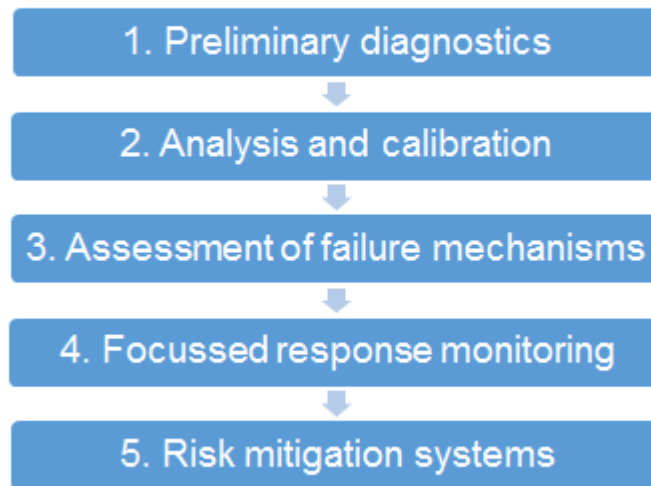 1. Preliminary diagnostics
2. Analysis and calibration
3. Assessment of failure mechanisms
4. Focussed response monitoring
5. Risk mitigation systems